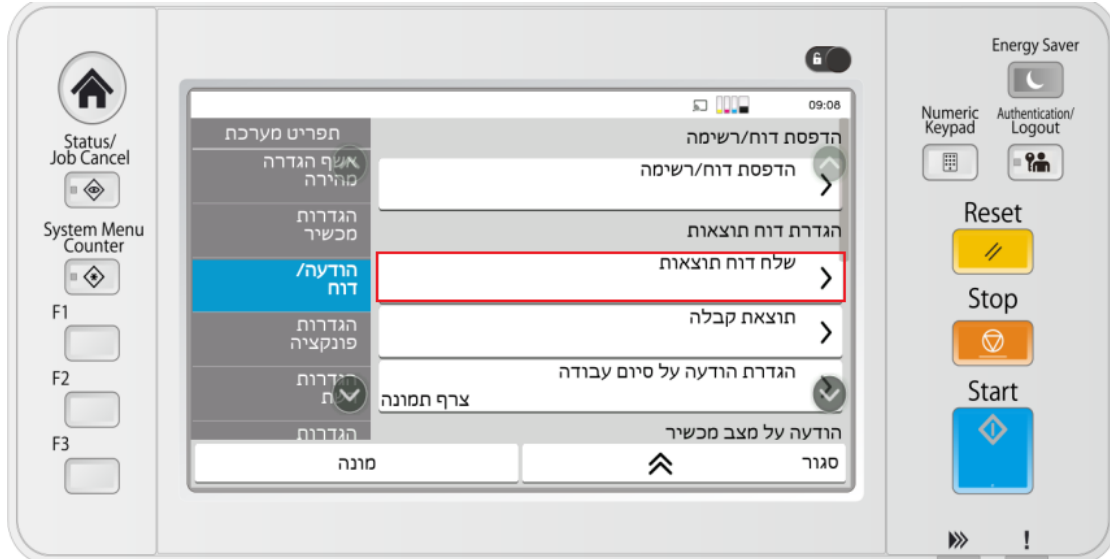 Energy Saver
Numeric
Keypad
Authentication/
Logout
Status/
Job Cancel
System Menu
Counter
F1
F2
F3
Reset
Stop
Start
09:08
תפריט מערכת
אשף הגדרה
מהירה
הגדרות
מכשיר
הודעה/
דוח
הגדרות
פונקציה
הגדרות
רשת
הגדרות
הדפסת דוח/רשימה
הדפסת דוח/רשימה
הגדרת דוח תוצאות
שלח דוח תוצאות
תוצאת קבלה
הגדרת הודעה על סיום עבודה
צרף תמונה
הודעה על מצב מכשיר
סגור
מונה